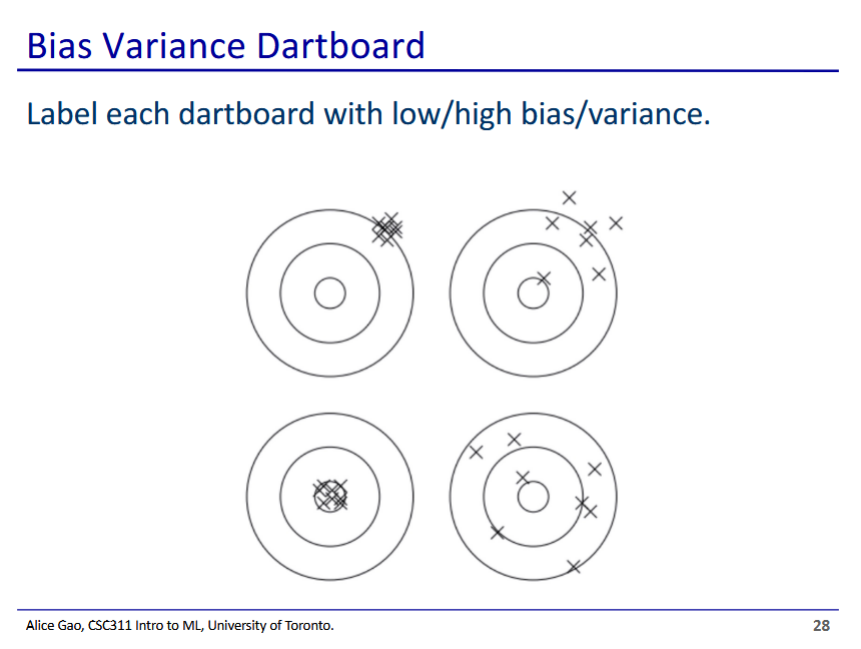 Bias Variance Dartboard
Label each dartboard with low/high bias/variance.
Alice Gao, CSC311 Intro to ML, University of Toronto.
28